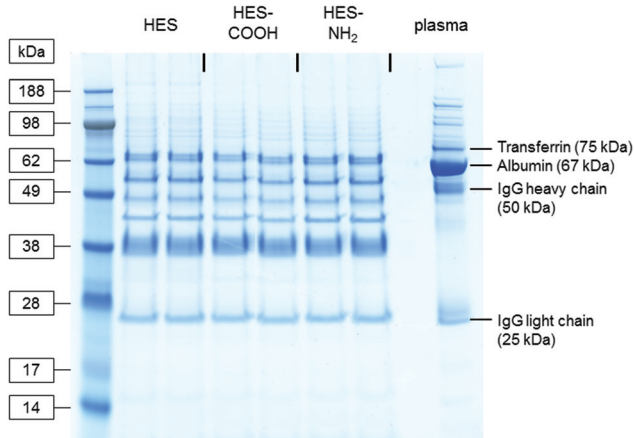 HES
HES-
COOH
HES-
NH2
plasma
kDa
188
98
62
49
38
28
17
14
Transferrin (75 kDa)
Albumin (67 kDa)
IgG heavy chain
(50 kDa)
IgG light chain
(25 kDa)